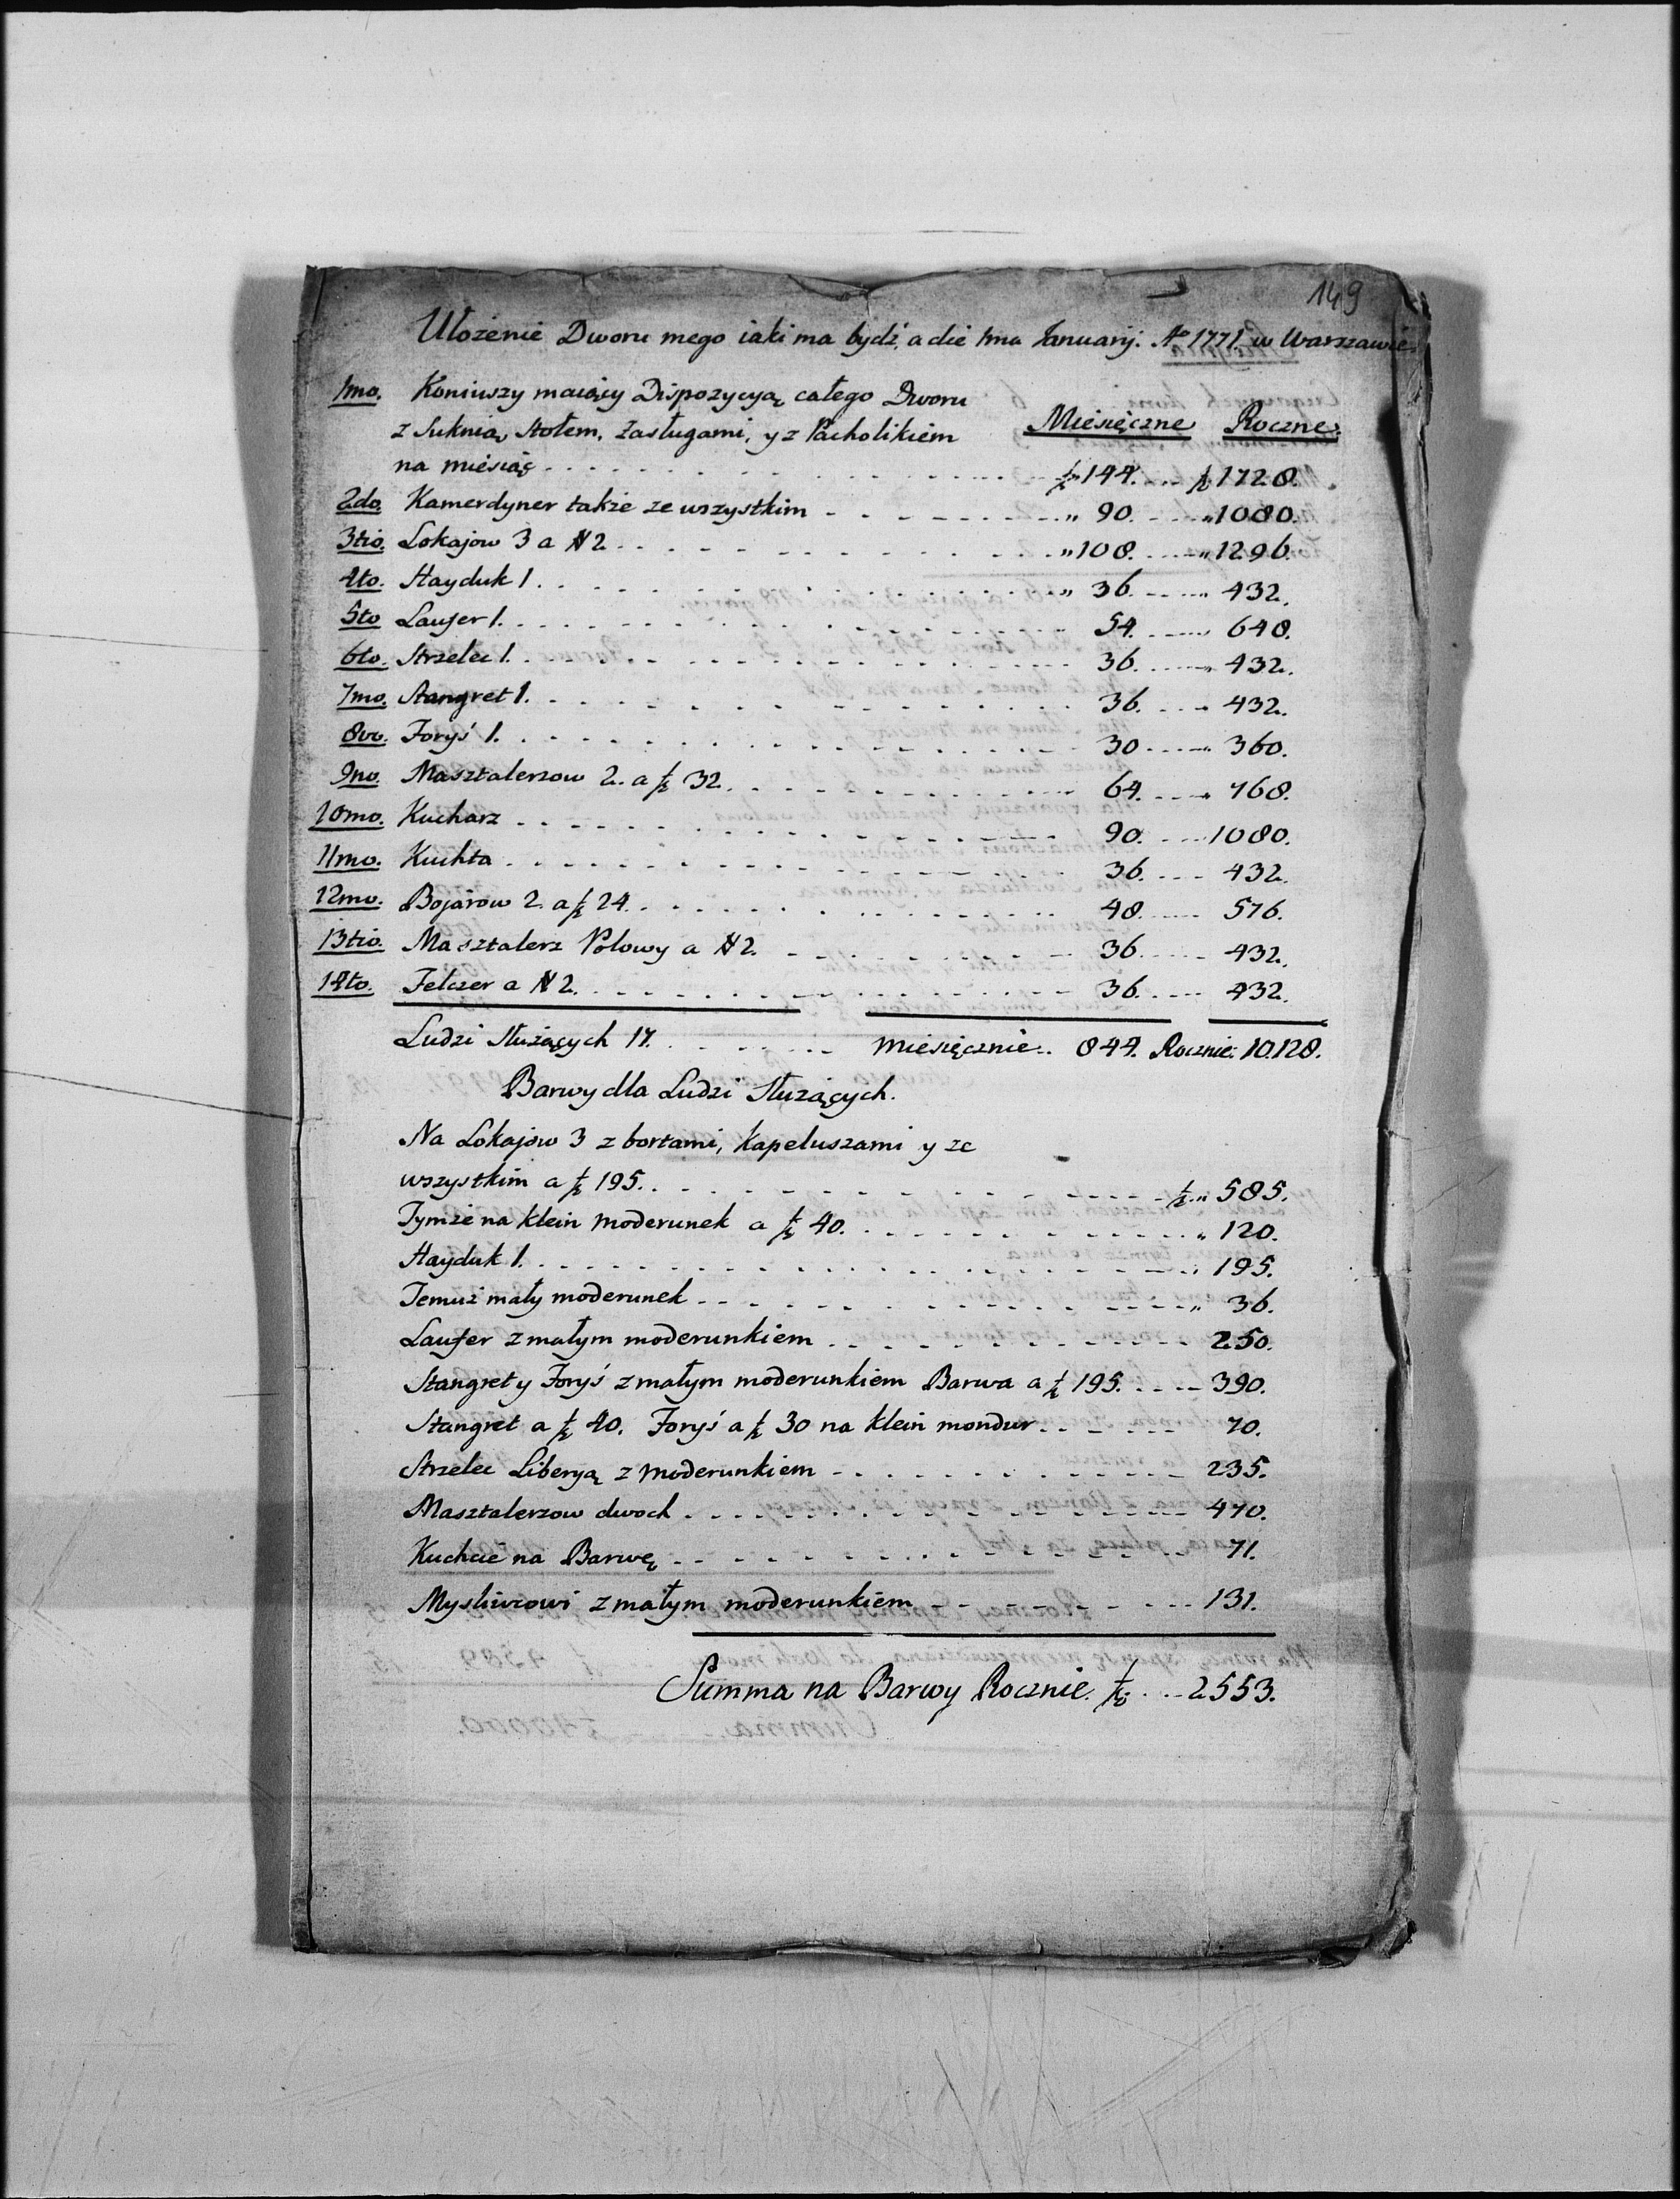 149
Ułożenie Dworu mego iaki ma bydź, a die 1ma January: Ao 1771. w Warszawie.
1mo. Koniuszy maiący Dispozycyą całego Dworu
z Suknią, Stołem, Zasługami, y z Pacholikiem
Miesięczne Roczne.
na miesiąc - - - 144. - - 1728.
2do. Kamerdyner także ze wszystkim - - - " 90. - - " 1080.
3tio. Lokajow 3 a # 2. - - - " 108. - - " 1296.
4to. Hayduk 1. - - - " 36. - - " 432.
5to Laufer 1. - - - 54. - - " 648.
6to. Strzelec 1. - - - 36. - - " 432.
7mo. Stangret 1. - - - 36. - - " 432.
8vo. Foryś 1. - - - 30 - - " 360.
9no. Masztalerzow 2. a 32. - - - 64. - - " 768.
10mo. Kucharz - - - 90. - - 1080.
11mo. Kuchta - - - 36. - - 432.
12mo. Bojarow 2. a 24. - - - 48. - - 576.
13tio. Masztalerz Polowy a # 2. - - - 36. - - 432.
14to. Felczer a # 2. - - - 36. - - 432.
Ludzi służących 17. - - - miesięcznie. 844. Rocznie: 10.128.
Barwy dla Ludzi służących.
Na Lokajow 3 z bortami, Kapeluszami y ze
wszystkim a 195. - - - " 585.
Tymże na klein moderunek a 40. - - - " 120.
Hayduk 1. - - - " 195.
Temuż mały moderunek - - - " 36.
Laufer z małym moderunkiem - - - 250.
Stangret y Foryś z małym moderunkiem Barwa a 195. - - - 390.
Stangret a 40. Foryś a 30 na klein mondur - - - 70.
Strzelec Liberyą z moderunkiem - - - 235.
Masztalerzow dwoch - - - 470.
Kuchcie na Barwę - - - 71.
Mysliwcowi z małym moderunkiem - - - 131.
Summa na Barwy Rocznie. - - - 2553.